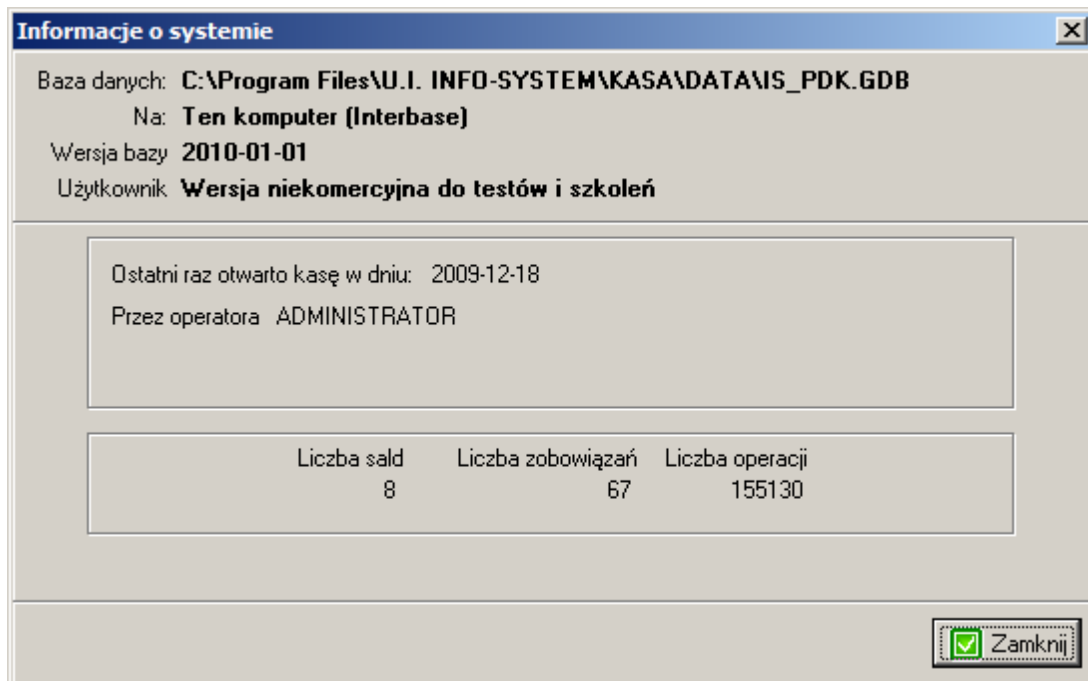 Informacje o systemie
Baza danych: C:\Program Files\U.I. INFO-SYSTEM\KASA\DATA\IS_PDK.GDB
Na: Ten komputer (Interbase)
Wersja bazy 2010-01-01
Użytkownik Wersja niekomercyjna do testów i szkoleń
Ostatni raz otwarto kasę w dniu: 2009-12-18
Przez operatora ADMINISTRATOR
Liczba sald Liczba zobowiązań Liczba operacji
8 67 155130
Zamknij